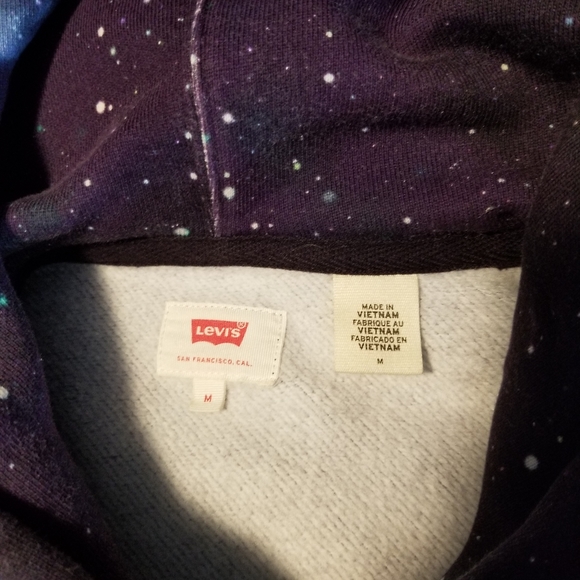 LEVI'S
SAN FRANCISCO, CAL.
M
MADE IN
VIETNAM
FABRIQUE AU
VIETNAM
FABRICADO EN
VIETNAM
M